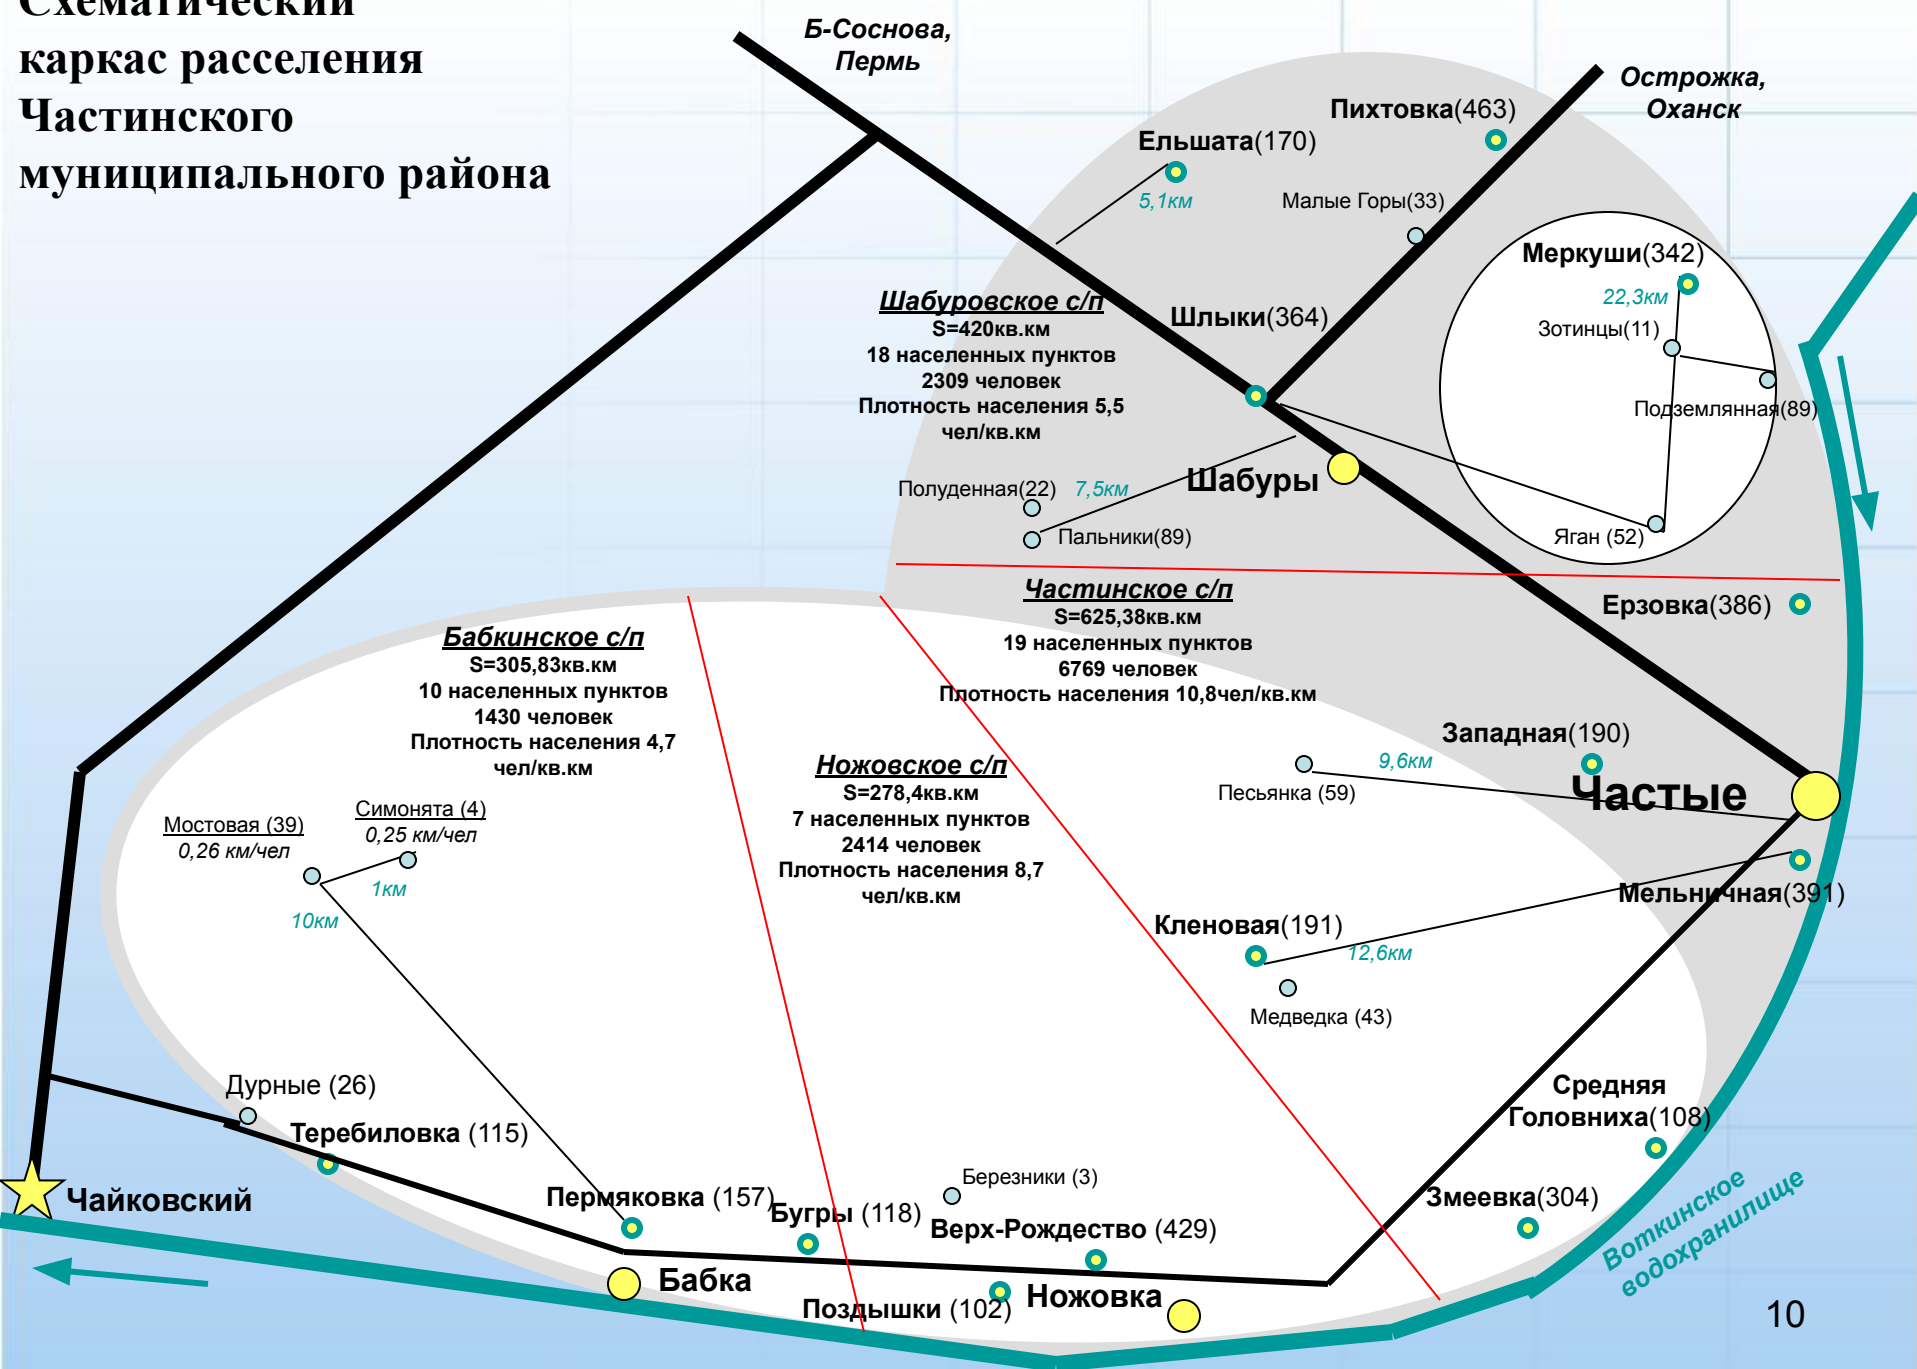 Схематический
каркас расселения
Частинского
муниципального района
Б-Соснова,
Пермь
Острожка,
Оханск
Пихтовка(463)
Ельшата(170)
5,1км
Малые Горы(33)
Меркуши(342)
22,3км
Зотинцы(11)
Подземлянная(89)
Яган (52)
Шабуровское с/п
S=420кв.км
18 населенных пунктов
2309 человек
Плотность населения 5,5
чел/кв.км
Шлыки(364)
Шабуры
Полуденная(22)
7,5км
Пальники(89)
Частинское с/п
S=625,38кв.км
19 населенных пунктов
6769 человек
Плотность населения 10,8чел/кв.км
Ерзовка(386)
Бабкинское с/п
S=305,83кв.км
10 населенных пунктов
1430 человек
Плотность населения 4,7
чел/кв.км
Ножовское с/п
S=278,4кв.км
7 населенных пунктов
2414 человек
Плотность населения 8,7
чел/кв.км
Западная(190)
9,6км
Песьянка (59)
Частые
Мельничная(391)
Мостовая (39)
0,26 км/чел
Симонята (4)
0,25 км/чел
1км
10км
Кленовая(191)
12,6км
Медведка (43)
Дурные (26)
Теребиловка (115)
Средняя
Головниха(108)
Чайковский
Пермяковка (157)
Бугры (118)
Березники (3)
Верх-Рождество (429)
Змеевка(304)
Воткинское
водохранилище
Бабка
Поздышки (102)
Ножовка
10